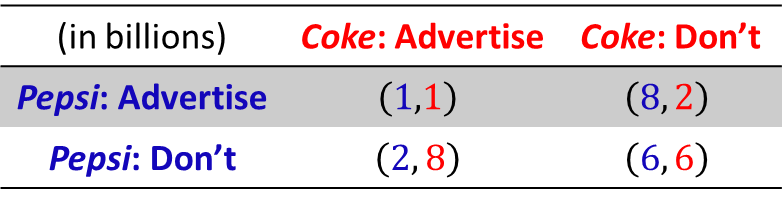 (in billions) Coke: Advertise Coke: Don’t
Pepsi: Advertise (1,1) (8, 2)
Pepsi: Don’t (2, 8) (6, 6)